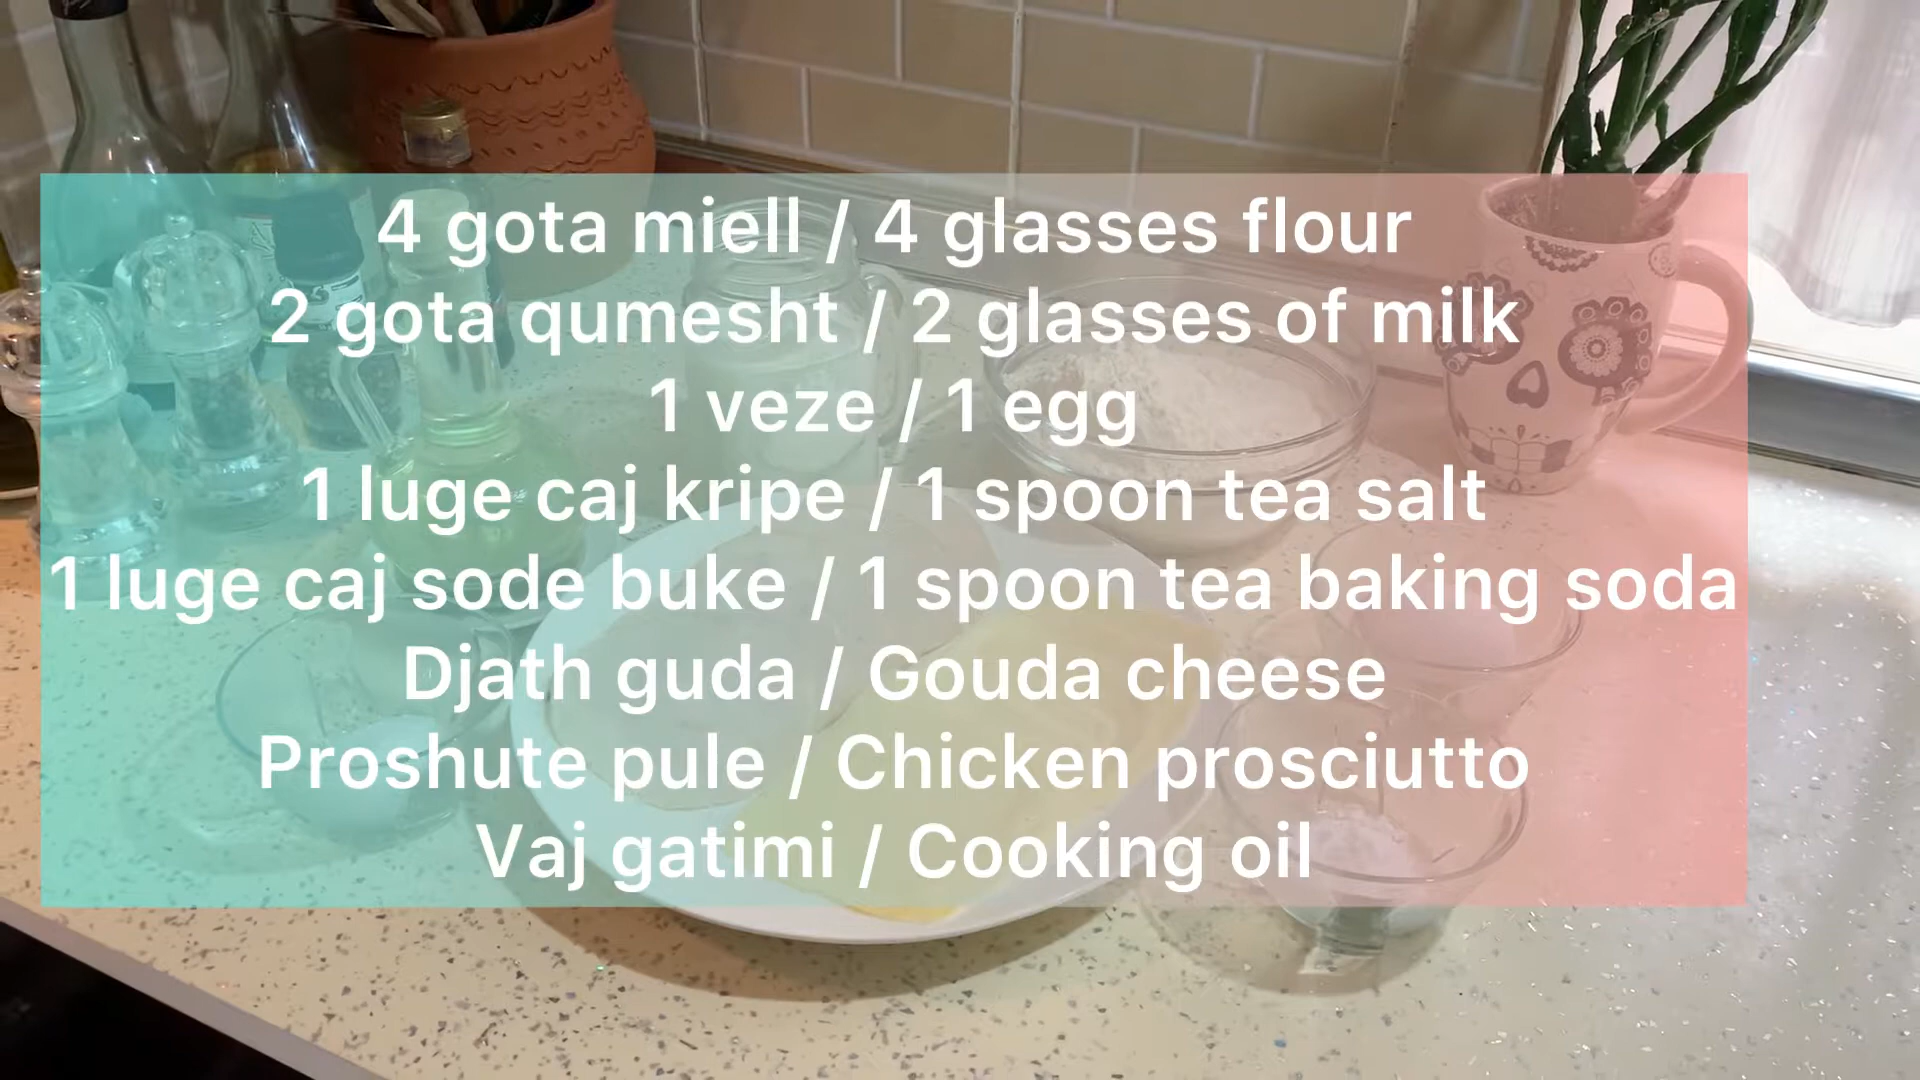 4 gota miell / 4 glasses flour
2 gota qumesht / 2 glasses of milk
1 veze / 1 egg
1 luge caj kripe / 1 spoon tea salt
1 luge caj sode buke / 1 spoon tea baking soda
Djath guda / Gouda cheese
Proshute pule / Chicken prosciutto
Vaj gatimi / Cooking oil